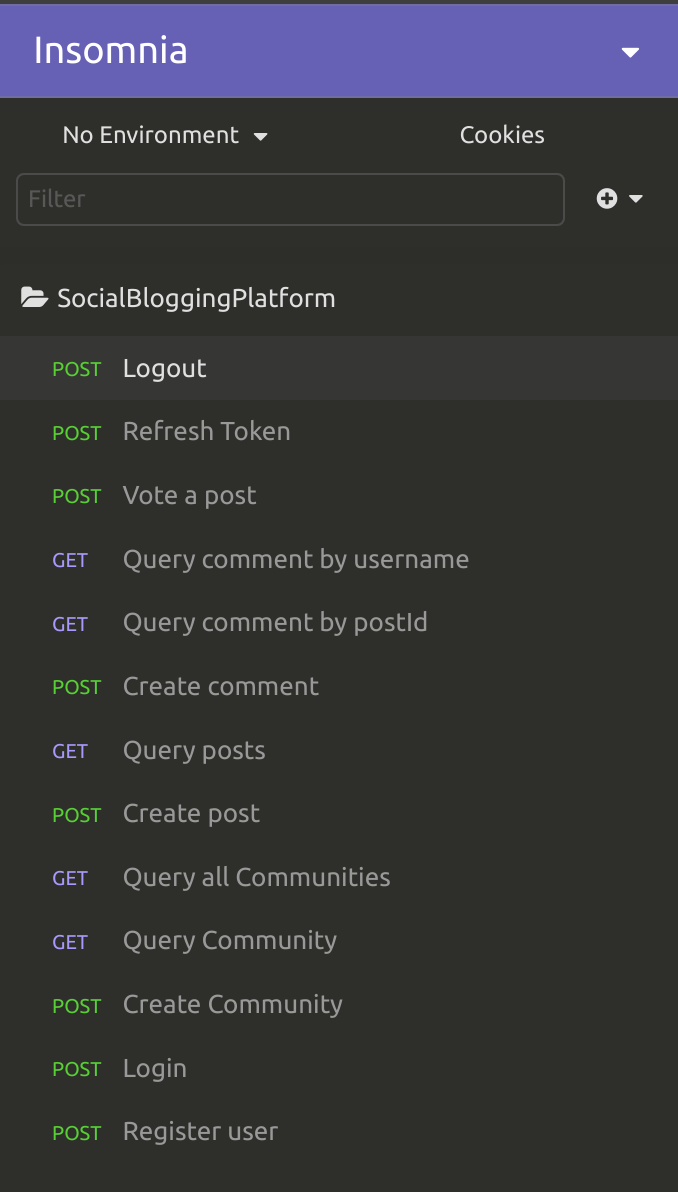 Insomnia
No Environment Cookies
Filter
SocialBloggingPlatform
POST Logout
POST Refresh Token
POST Vote a post
GET Query comment by username
GET Query comment by postId
POST Create comment
GET Query posts
POST Create post
GET Query all Communities
GET Query Community
POST Create Community
POST Login
POST Register user